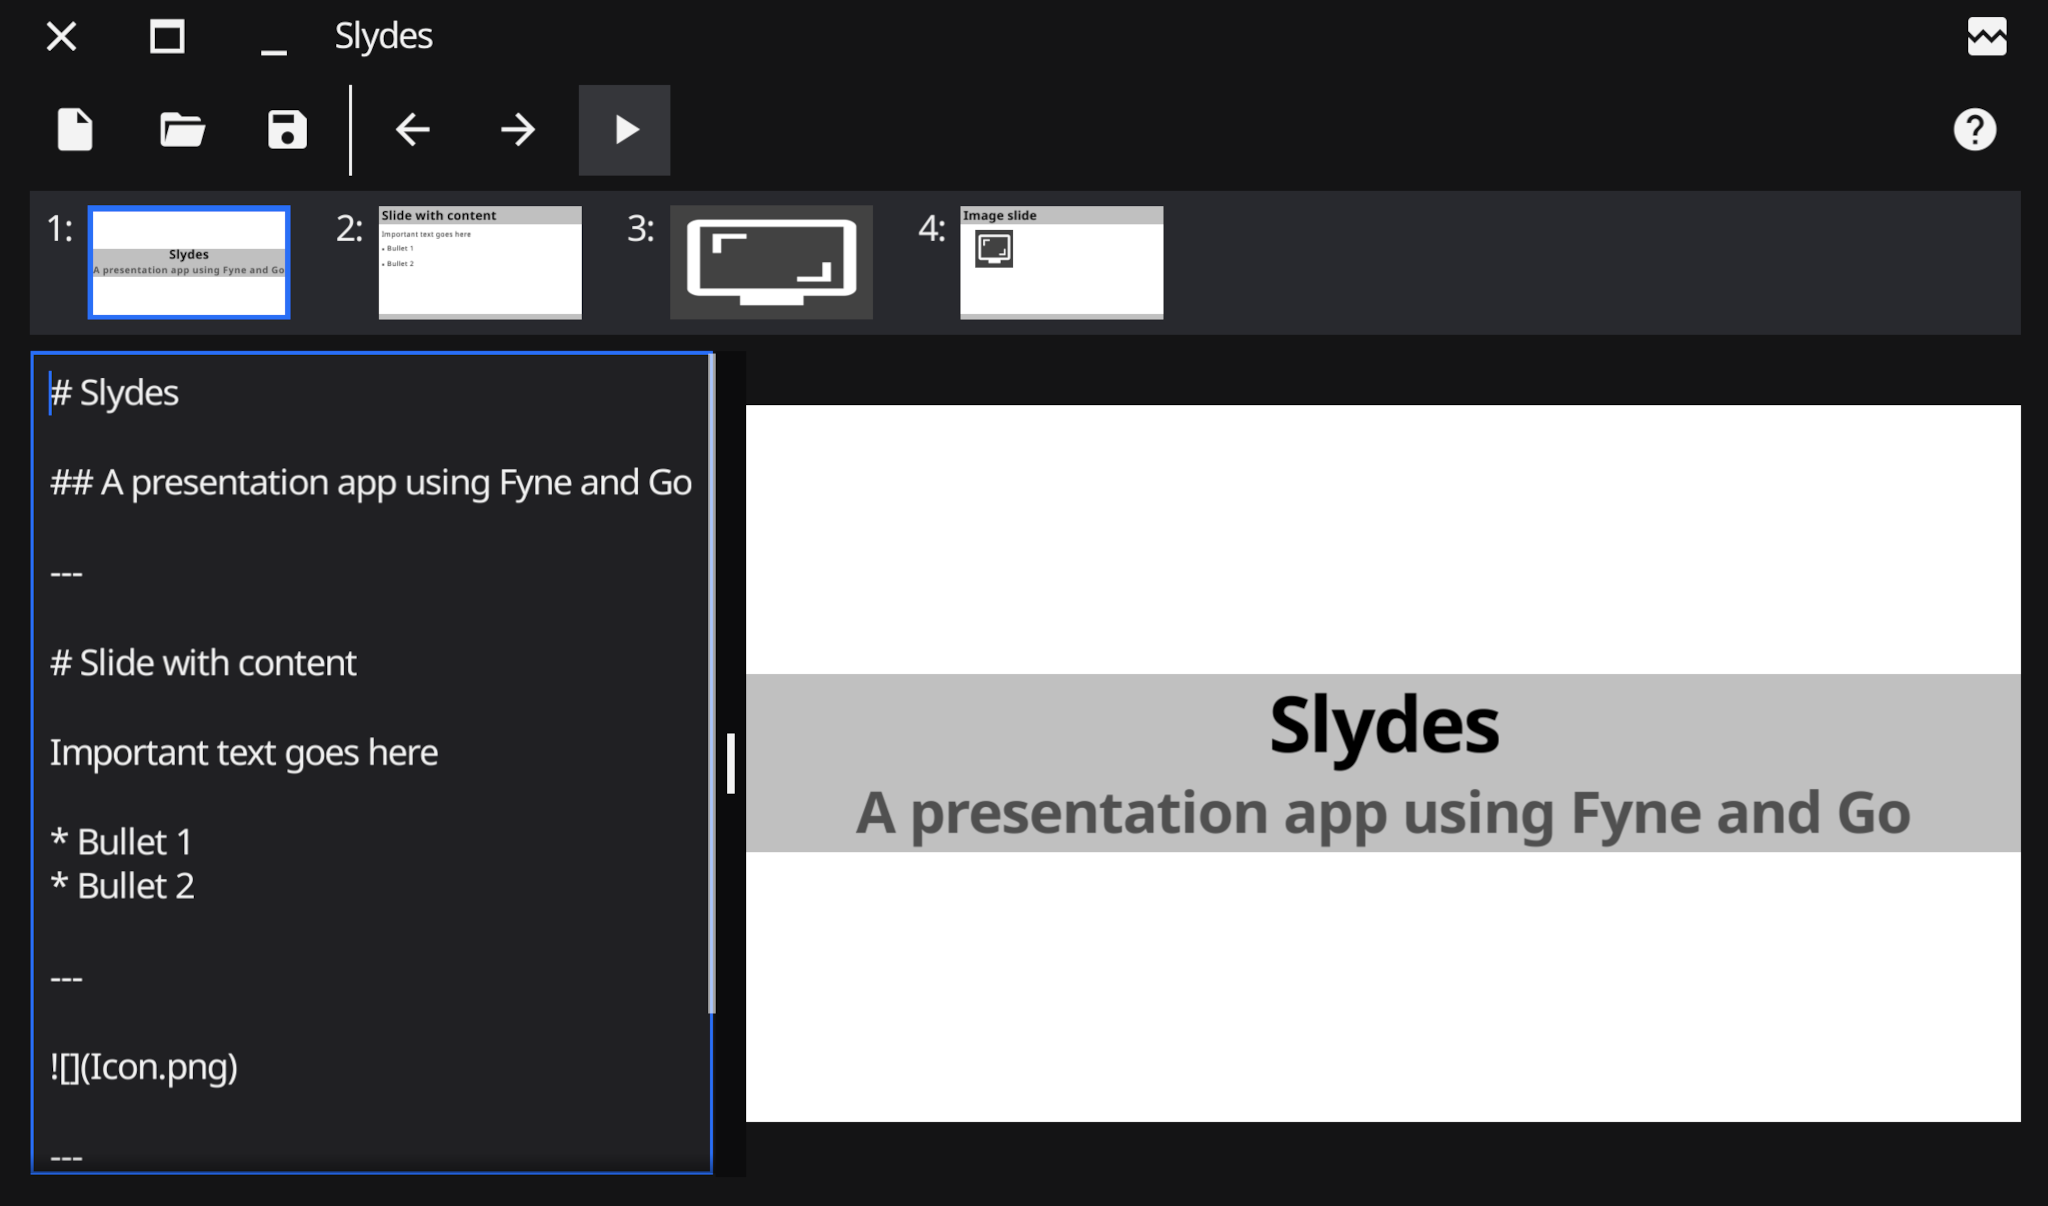 Slydes
1:
Slydes
A presentation app using Fyne and Go
2:
Slide with content
Important text goes here
• Bullet 1
• Bullet 2
3:
4:
Image slide
# Slydes
## A presentation app using Fyne and Go
---
# Slide with content
Important text goes here
* Bullet 1
* Bullet 2
---
![](Icon.png)
---
Slydes
A presentation app using Fyne and Go